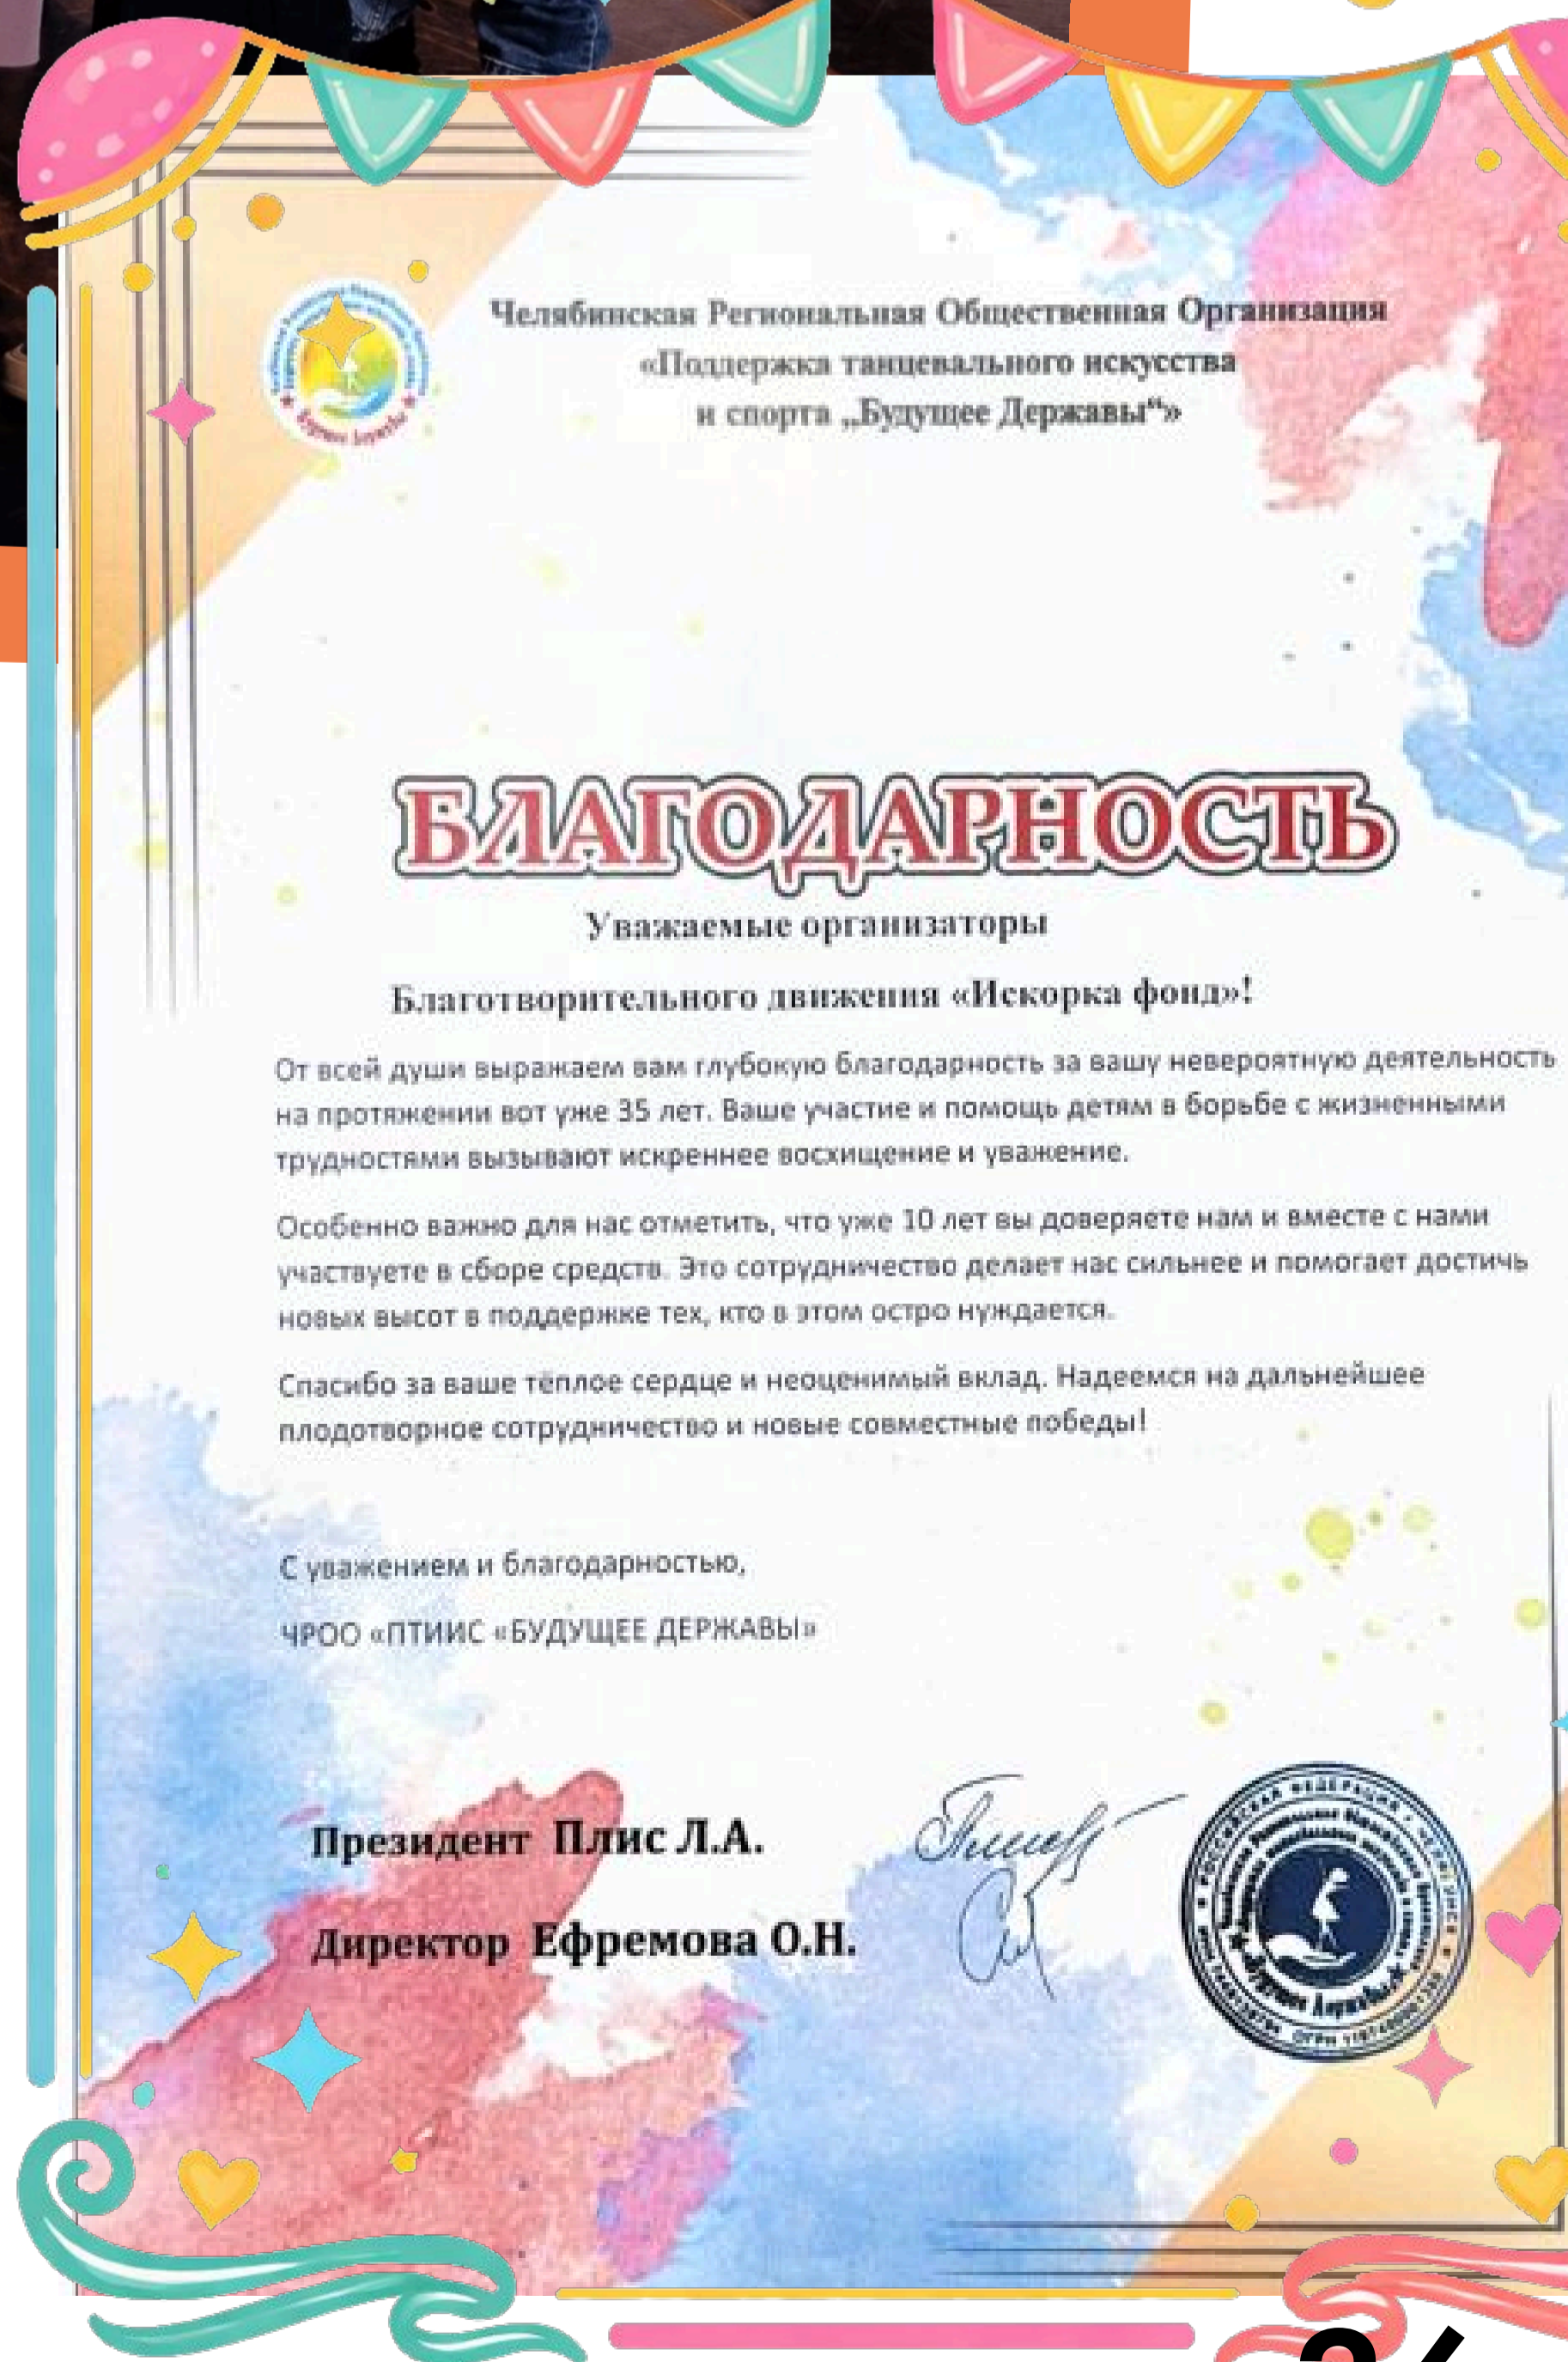 Челябинская Региональная Общественная Организация
«Поддержка танцевального искусства
и спорта „Будущее Державы“»
БЛАГОДАРНОСТЬ
Уважаемые организаторы
Благотворительного движения «Искорка фонд»!
От всей души выражаем вам глубокую благодарность за вашу невероятную деятельность
на протяжении вот уже 35 лет. Ваше участие и помощь детям в борьбе с жизненными
трудностями вызывают искреннее восхищение и уважение.
Особенно важно для нас отметить, что уже 10 лет вы доверяете нам и вместе с нами
участвуете в сборе средств. Это сотрудничество делает нас сильнее и помогает достичь
новых высот в поддержке тех, кто в этом остро нуждается.
Спасибо за ваше тёплое сердце и неоценимый вклад. Надеемся на дальнейшее
плодотворное сотрудничество и новые совместные победы!
С уважением и благодарностью,
ЧРОО «ПТИИС «БУДУЩЕЕ ДЕРЖАВЫ»
Президент Плис Л.А.
Директор Ефремова О.Н.
РОССИЙСКАЯ ФЕДЕРАЦИЯ
Будущее Державы
ОГРН